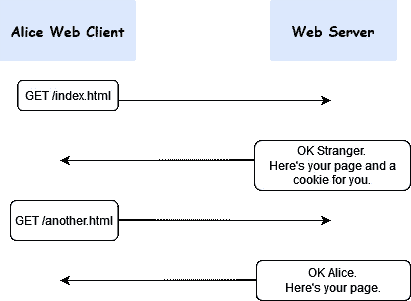 Alice Web Client
Web Server
GET /index.html
OK Stranger.
Here's your page and a
cookie for you.
GET /another.html
OK Alice.
Here's your page.